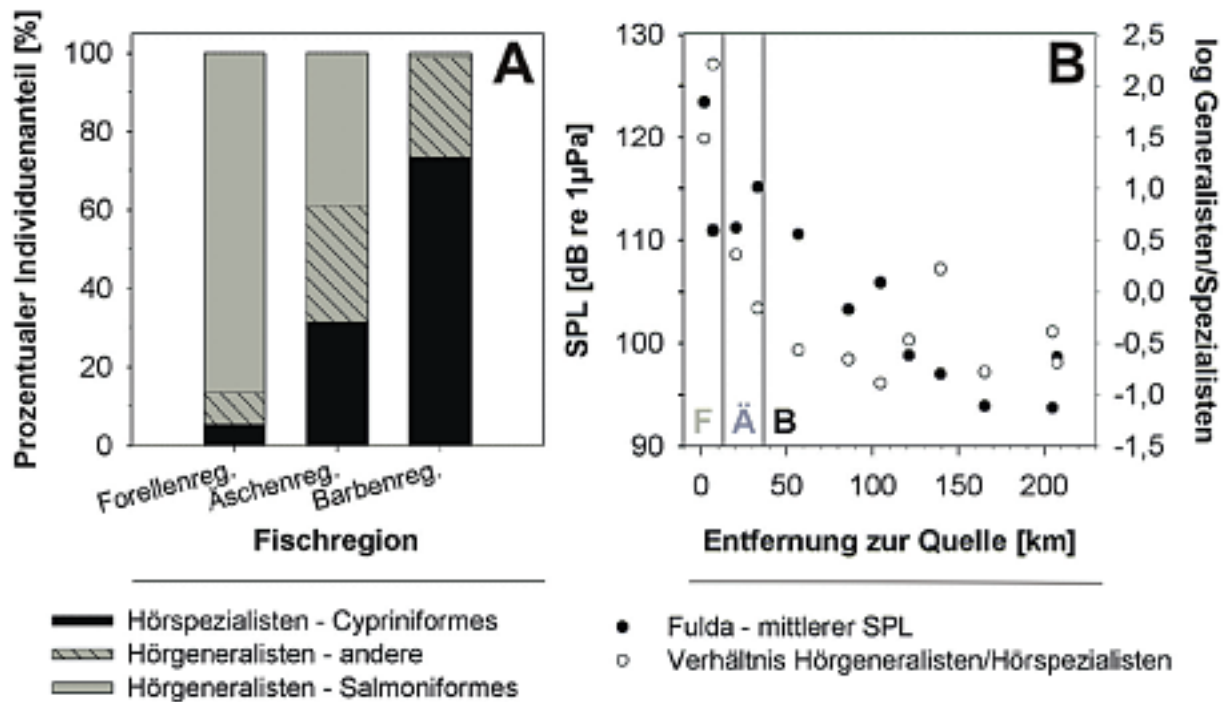 Prozentualer Individuenanteil [%]
100
80
60
40
20
0
A
Forellenreg.
Äschenreg.
Barbenreg.
Fischregion
Hörspezialisten - Cypriniformes
Hörgeneralisten - andere
Hörgeneralisten - Salmoniformes
SPL [dB re 1µPa]
130
120
110
100
90
B
F
Ä
B
0
50
100
150
200
Entfernung zur Quelle [km]
2,5
2,0
1,5
1,0
0,5
0,0
-0,5
-1,0
-1,5
log Generalisten/Spezialisten
Fulda - mittlerer SPL
Verhältnis Hörgeneralisten/Hörspezialisten